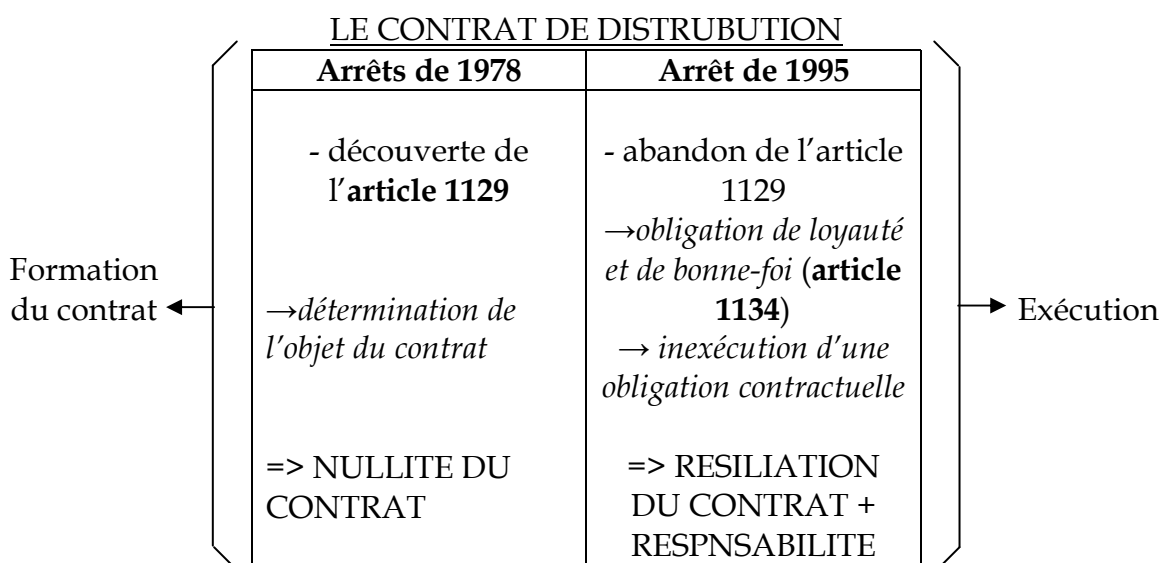 LE CONTRAT DE DISTRUBUTION
Arrêts de 1978
Arrêt de 1995
- découverte de
l'article 1129
- abandon de l'article
1129
→obligation de loyauté
et de bonne-foi (article
1134)
→ inexécution d'une
obligation contractuelle
Formation
du contrat
→détermination de
l'objet du contrat
Exécution
=> NULLITE DU
CONTRAT
=> RESILIATION
DU CONTRAT +
RESPNSABILITE